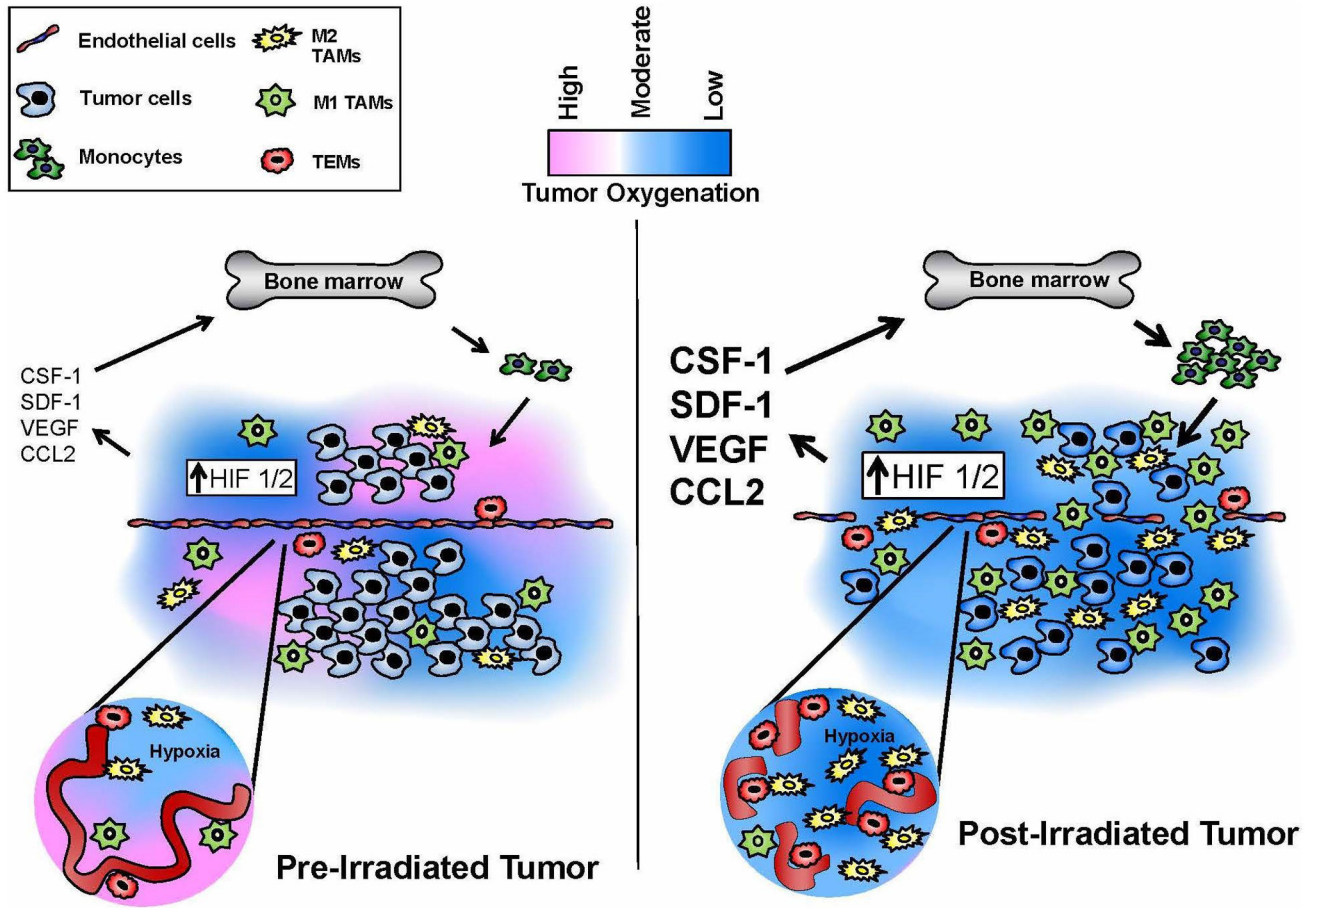 Endothelial cells
M2
TAMs
Tumor cells
M1 TAMs
Monocytes
TEMs
High
Moderate
Low
Tumor Oxygenation
Bone marrow
CSF-1
SDF-1
VEGF
CCL2
HIF 1/2
Hypoxia
Pre-Irradiated Tumor
Bone marrow
CSF-1
SDF-1
VEGF
CCL2
HIF 1/2
Hypoxia
Post-Irradiated Tumor